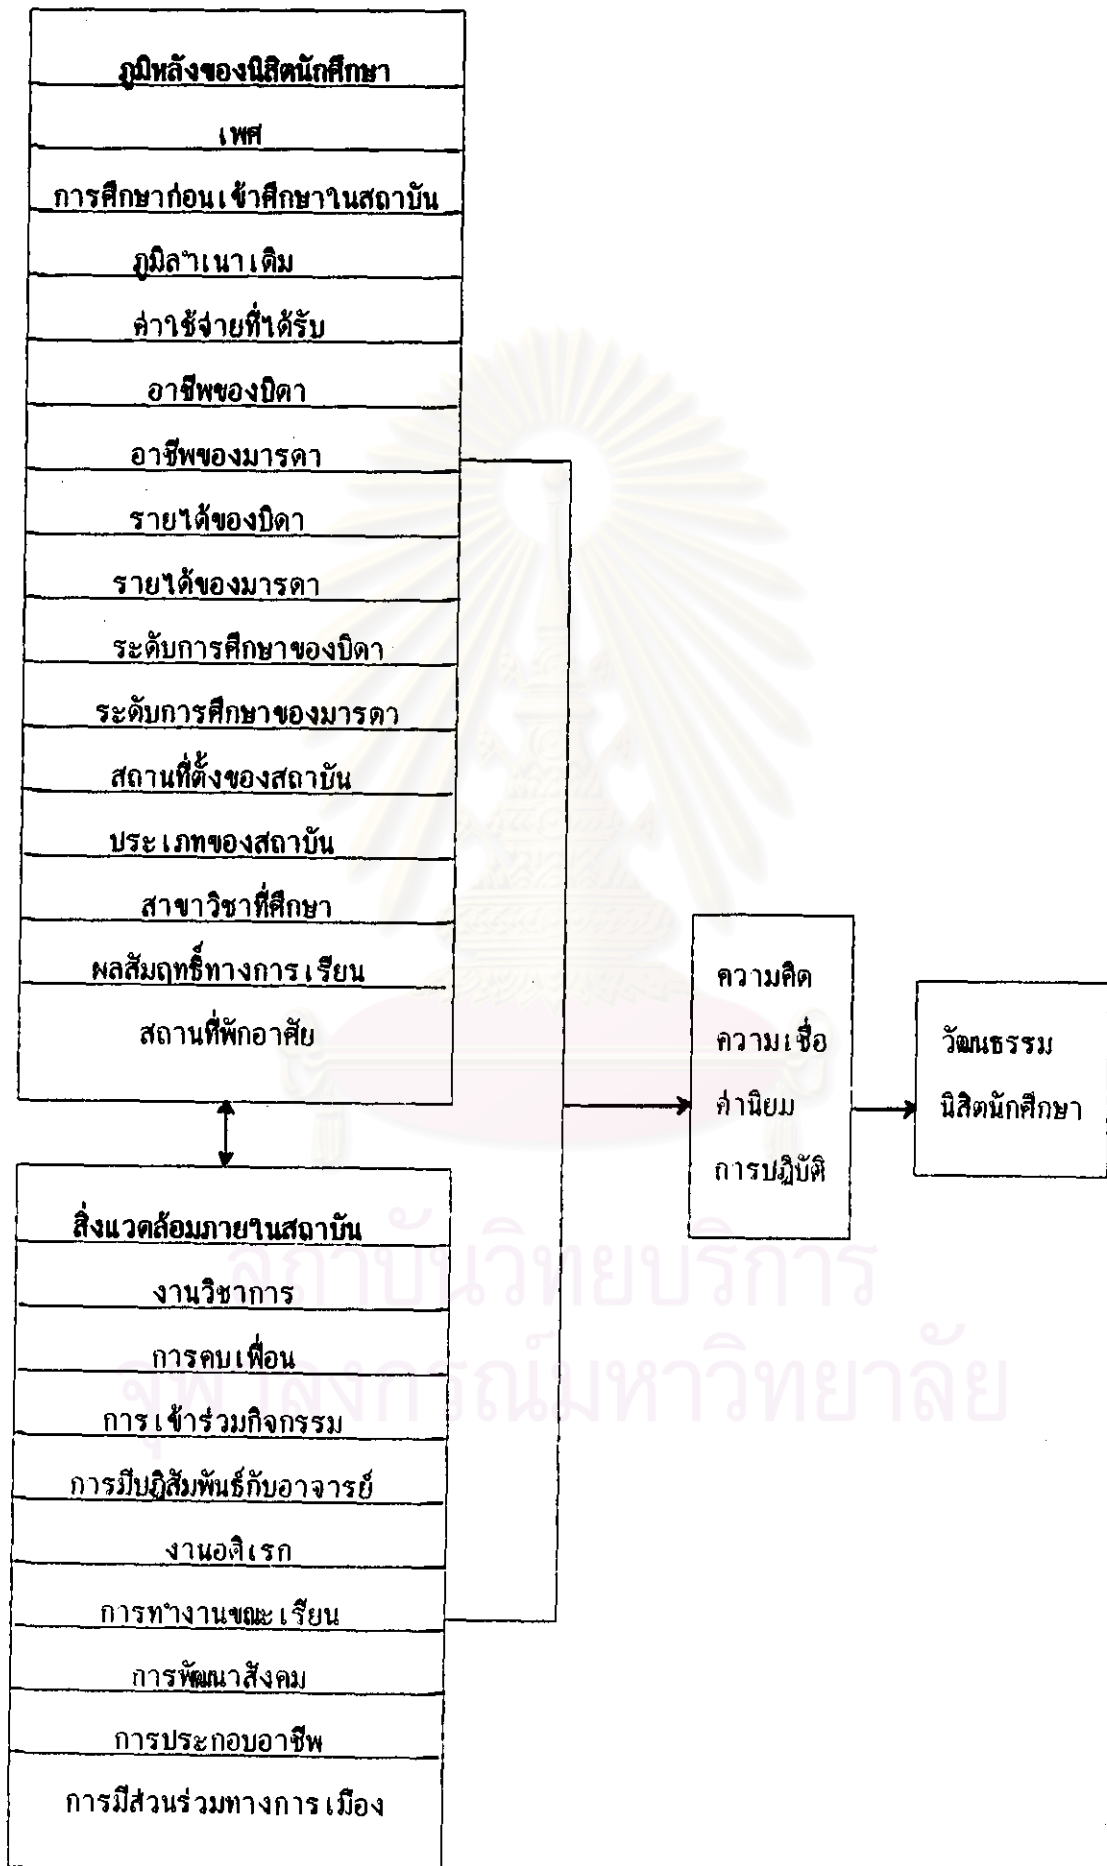 ภูมิหลังของนิสิตนักศึกษา
เพศ
การศึกษาก่อนเข้าศึกษาในสถาบัน
ภูมิลำเนาเดิม
ค่าใช้จ่ายที่ได้รับ
อาชีพของบิดา
อาชีพของมารดา
รายได้ของบิดา
รายได้ของมารดา
ระดับการศึกษาของบิดา
ระดับการศึกษาของมารดา
สถานที่ตั้งของสถาบัน
ประเภทของสถาบัน
สาขาวิชาที่ศึกษา
ผลสัมฤทธิ์ทางการเรียน
สถานที่พักอาศัย
สิ่งแวดล้อมภายในสถาบัน
งานวิชาการ
การคบเพื่อน
การเข้าร่วมกิจกรรม
การมีปฏิสัมพันธ์กับอาจารย์
งานอดิเรก
การทำงานขณะเรียน
การพัฒนาสังคม
การประกอบอาชีพ
การมีส่วนร่วมทางการเมือง
ความคิด
ความเชื่อ
ค่านิยม
การปฏิบัติ
วัฒนธรรม
นิสิตนักศึกษา
สถาบันวิทยบริการ
จุฬาลงกรณ์มหาวิทยาลัย